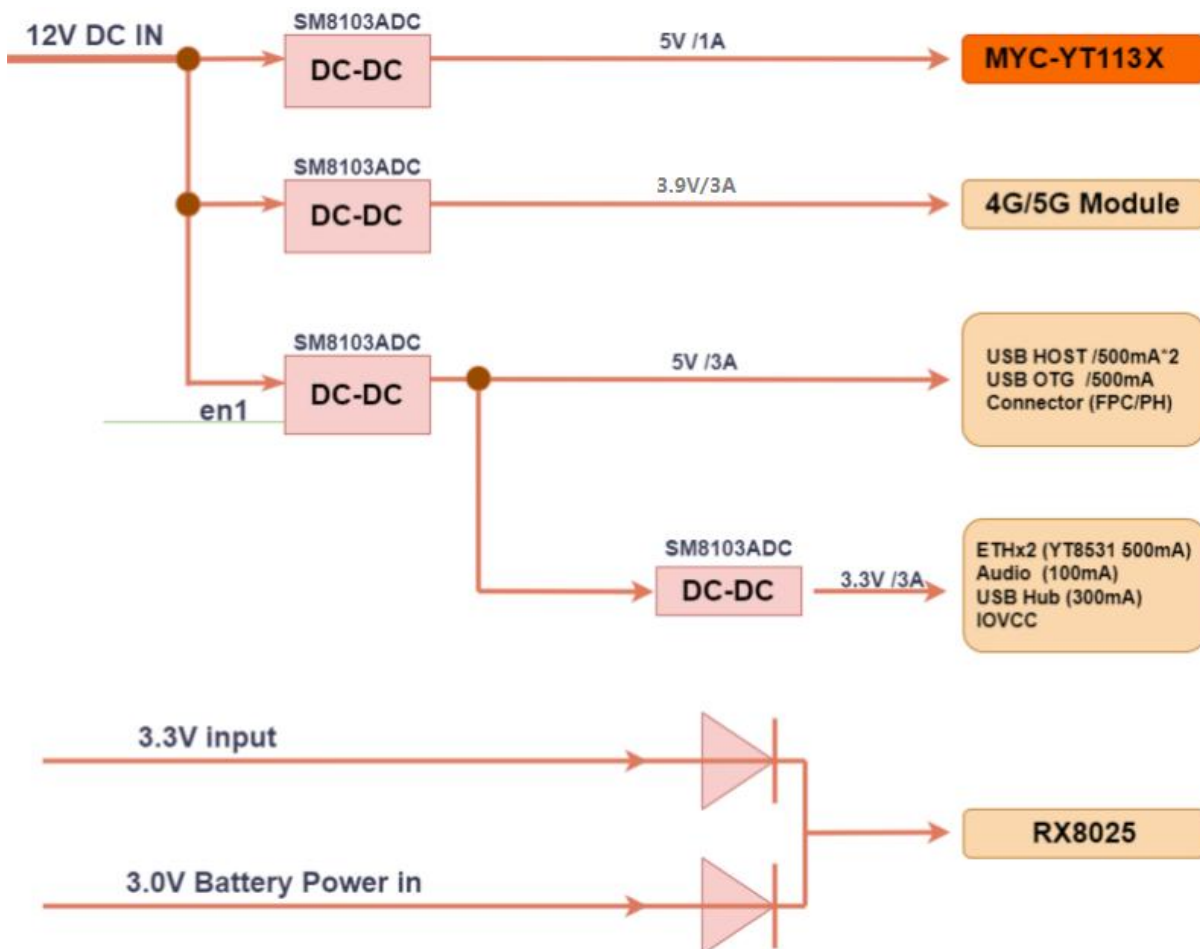 12V DC IN
SM8103ADC
DC-DC
5V /1A
MYC-YT113X
SM8103ADC
DC-DC
3.9V/3A
4G/5G Module
SM8103ADC
DC-DC
en1
5V /3A
USB HOST /500mA*2
USB OTG /500mA
Connector (FPC/PH)
SM8103ADC
DC-DC
3.3V /3A
ETHx2 (YT8531 500mA)
Audio (100mA)
USB Hub (300mA)
IOVCC
3.3V input
3.0V Battery Power in
RX8025